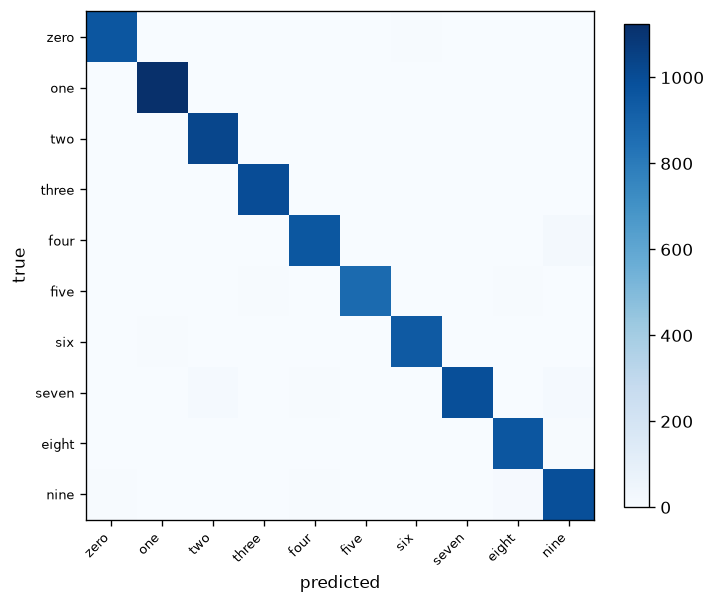 zero
one
two
three
four
five
six
seven
eight
nine
true
zero one two three four five six seven eight nine
predicted
1000
800
600
400
200
0